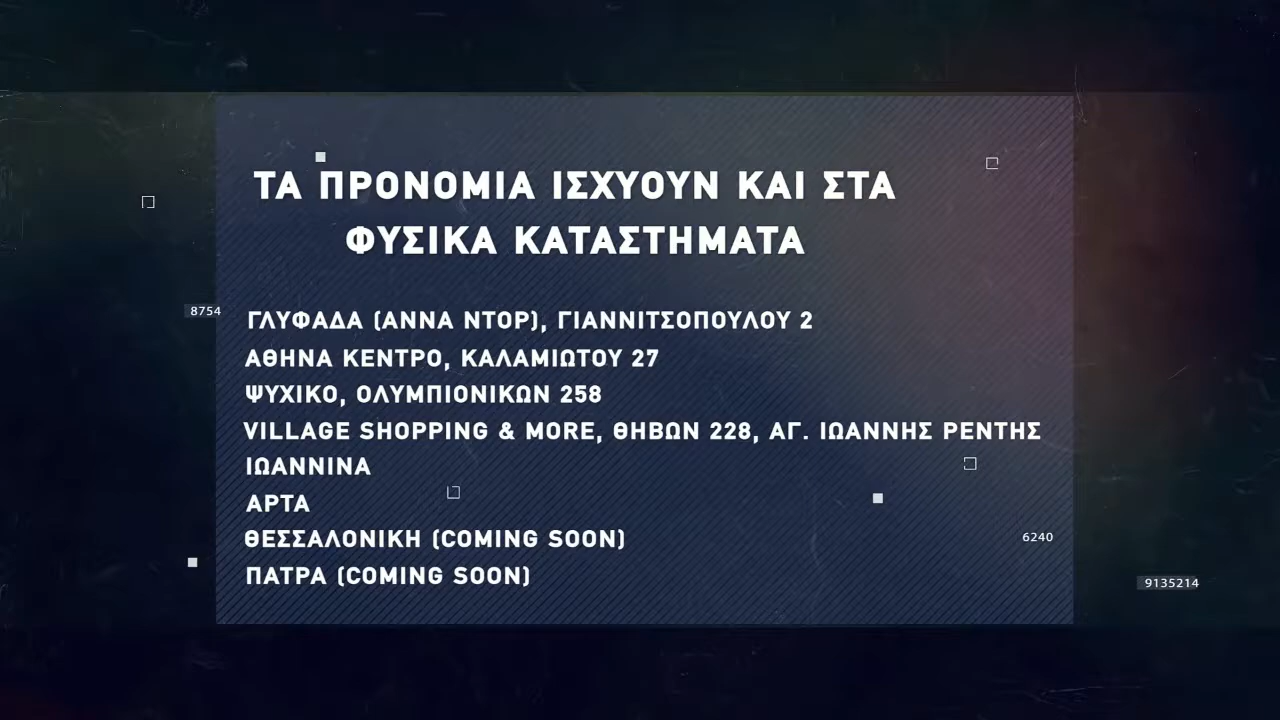 ΤΑ ΠΡΟΝΟΜΙΑ ΙΣΧΥΟΥΝ ΚΑΙ ΣΤΑ
ΦΥΣΙΚΑ ΚΑΤΑΣΤΗΜΑΤΑ
8754
ΓΛΥΦΑΔΑ (ΑΝΝΑ ΝΤΟΡ), ΓΙΑΝΝΙΤΣΟΠΟΥΛΟΥ 2
ΑΘΗΝΑ ΚΕΝΤΡΟ, ΚΑΛΑΜΙΩΤΟΥ 27
ΨΥΧΙΚΟ, ΟΛΥΜΠΙΟΝΙΚΩΝ 258
VILLAGE SHOPPING & MORE, ΘΗΒΩΝ 228, ΑΓ. ΙΩΑΝΝΗΣ ΡΕΝΤΗΣ
ΙΩΑΝΝΙΝΑ
ΑΡΤΑ
ΘΕΣΣΑΛΟΝΙΚΗ (COMING SOON)
6240
ΠΑΤΡΑ (COMING SOON)
9135214